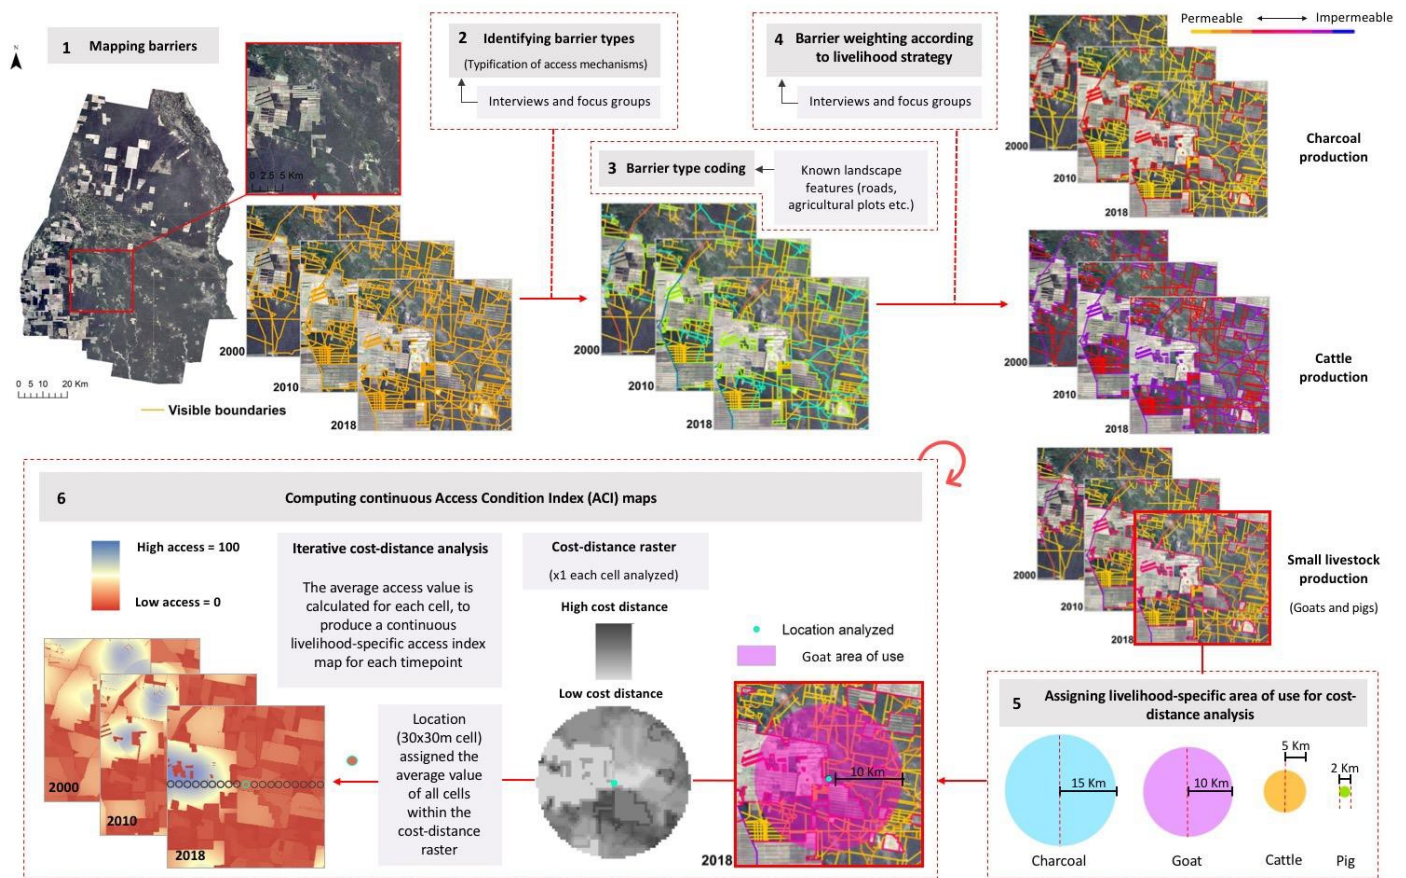 N
1 Mapping barriers
0 2.5 5 Km
0 5 10 20 Km
Visible boundaries
2000
2010
2018
2 Identifying barrier types
(Typification of access mechanisms)
Interviews and focus groups
3 Barrier type coding
Known landscape
features (roads,
agricultural plots etc.)
2000
2010
2018
4 Barrier weighting according
to livelihood strategy
Interviews and focus groups
Permeable Impermeable
2000
2010
2018
Charcoal
production
2000
2010
2018
Cattle
production
2000
2010
2018
Small livestock
production
(Goats and pigs)
5 Assigning livelihood-specific area of use for cost-
distance analysis
15 Km
10 Km
5 Km
2 Km
Charcoal
Goat
Cattle
Pig
6 Computing continuous Access Condition Index (ACI) maps
High access = 100
Low access = 0
Iterative cost-distance analysis
The average access value is
calculated for each cell, to
produce a continuous
livelihood-specific access index
map for each timepoint
Cost-distance raster
(x1 each cell analyzed)
High cost distance
Low cost distance
Location analyzed
Goat area of use
10 Km
2018
Location
(30x30m cell)
assigned the
average value
of all cells
within the
cost-distance
raster
2000
2010
2018